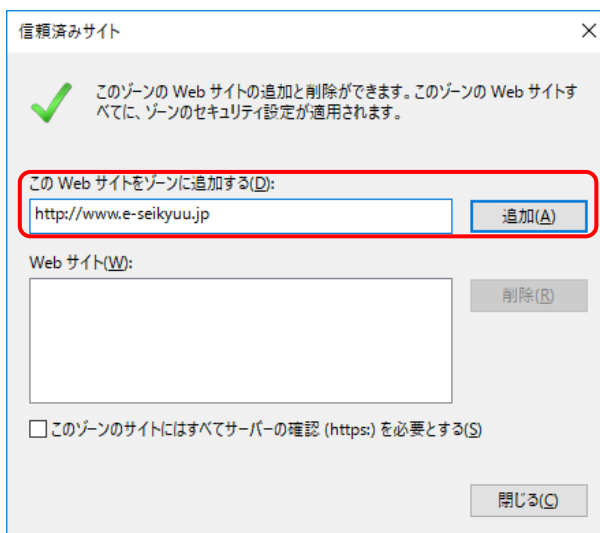 信頼済みサイト
このゾーンの Web サイトの追加と削除ができます。このゾーンの Web サイトす
べてに、ゾーンのセキュリティ設定が適用されます。
この Web サイトをゾーンに追加する(D):
http://www.e-seikyuu.jp
追加(A)
Web サイト(W):
削除(R)
このゾーンのサイトにはすべてサーバーの確認 (https:) を必要とする(S)
閉じる(C)